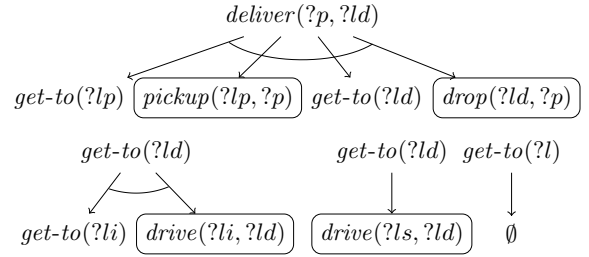 deliver(?p, ?ld)
get-to(?lp) pickup(?lp, ?p) get-to(?ld) drop(?ld, ?p)
get-to(?ld) get-to(?ld) get-to(?l)
get-to(?li) drive(?li, ?ld) drive(?ls, ?ld) ∅